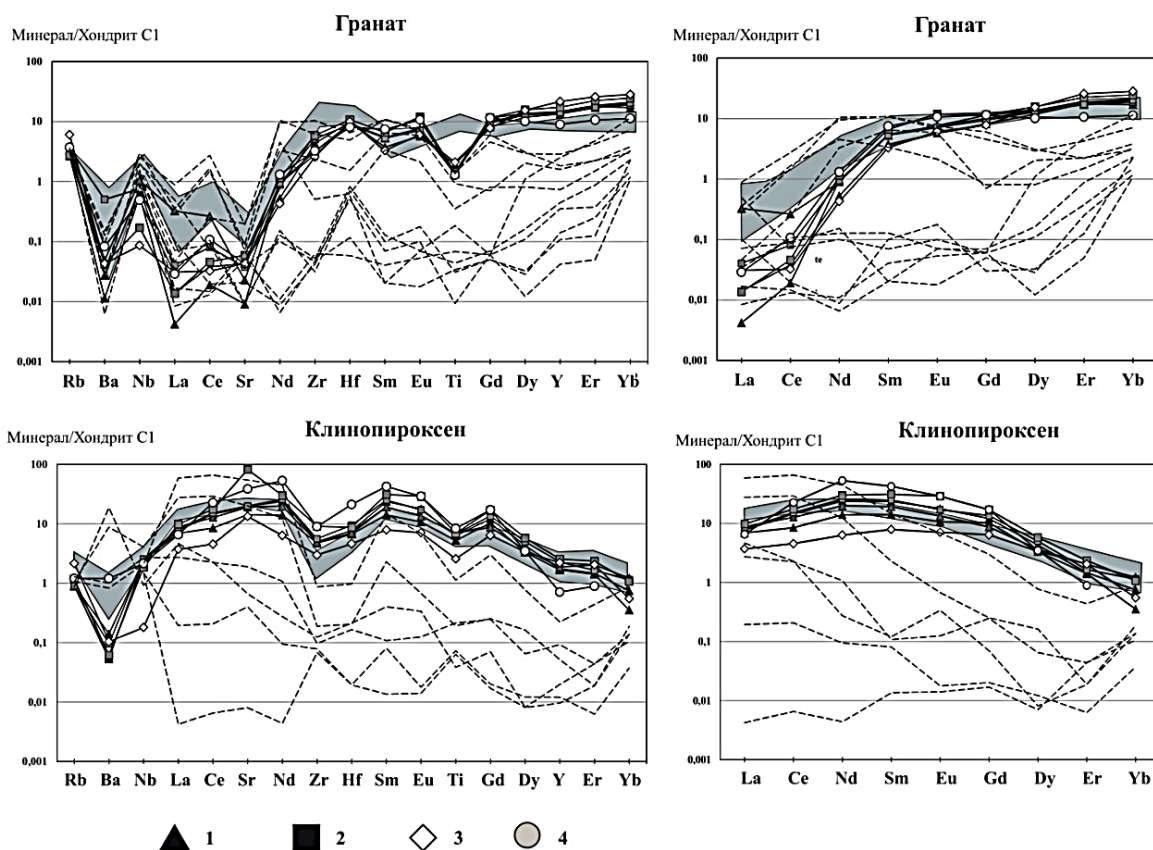 Гранат
Минерал/Хондрит C1
100
10
1
0,1
0,01
0,001
Rb Ba Nb La Ce Sr Nd Zr Hf Sm Eu Ti Gd Dy Y Er Yb
Гранат
Минерал/Хондрит C1
100
10
1
0,1
0,01
0,001
te
La Ce Nd Sm Eu Gd Dy Er Yb
Клинопироксен
Минерал/Хондрит C1
100
10
1
0,1
0,01
0,001
Rb Ba Nb La Ce Sr Nd Zr Hf Sm Eu Ti Gd Dy Y Er Yb
Клинопироксен
Минерал/Хондрит C1
100
10
1
0,1
0,01
0,001
La Ce Nd Sm Eu Gd Dy Er Yb
1 2 3 4